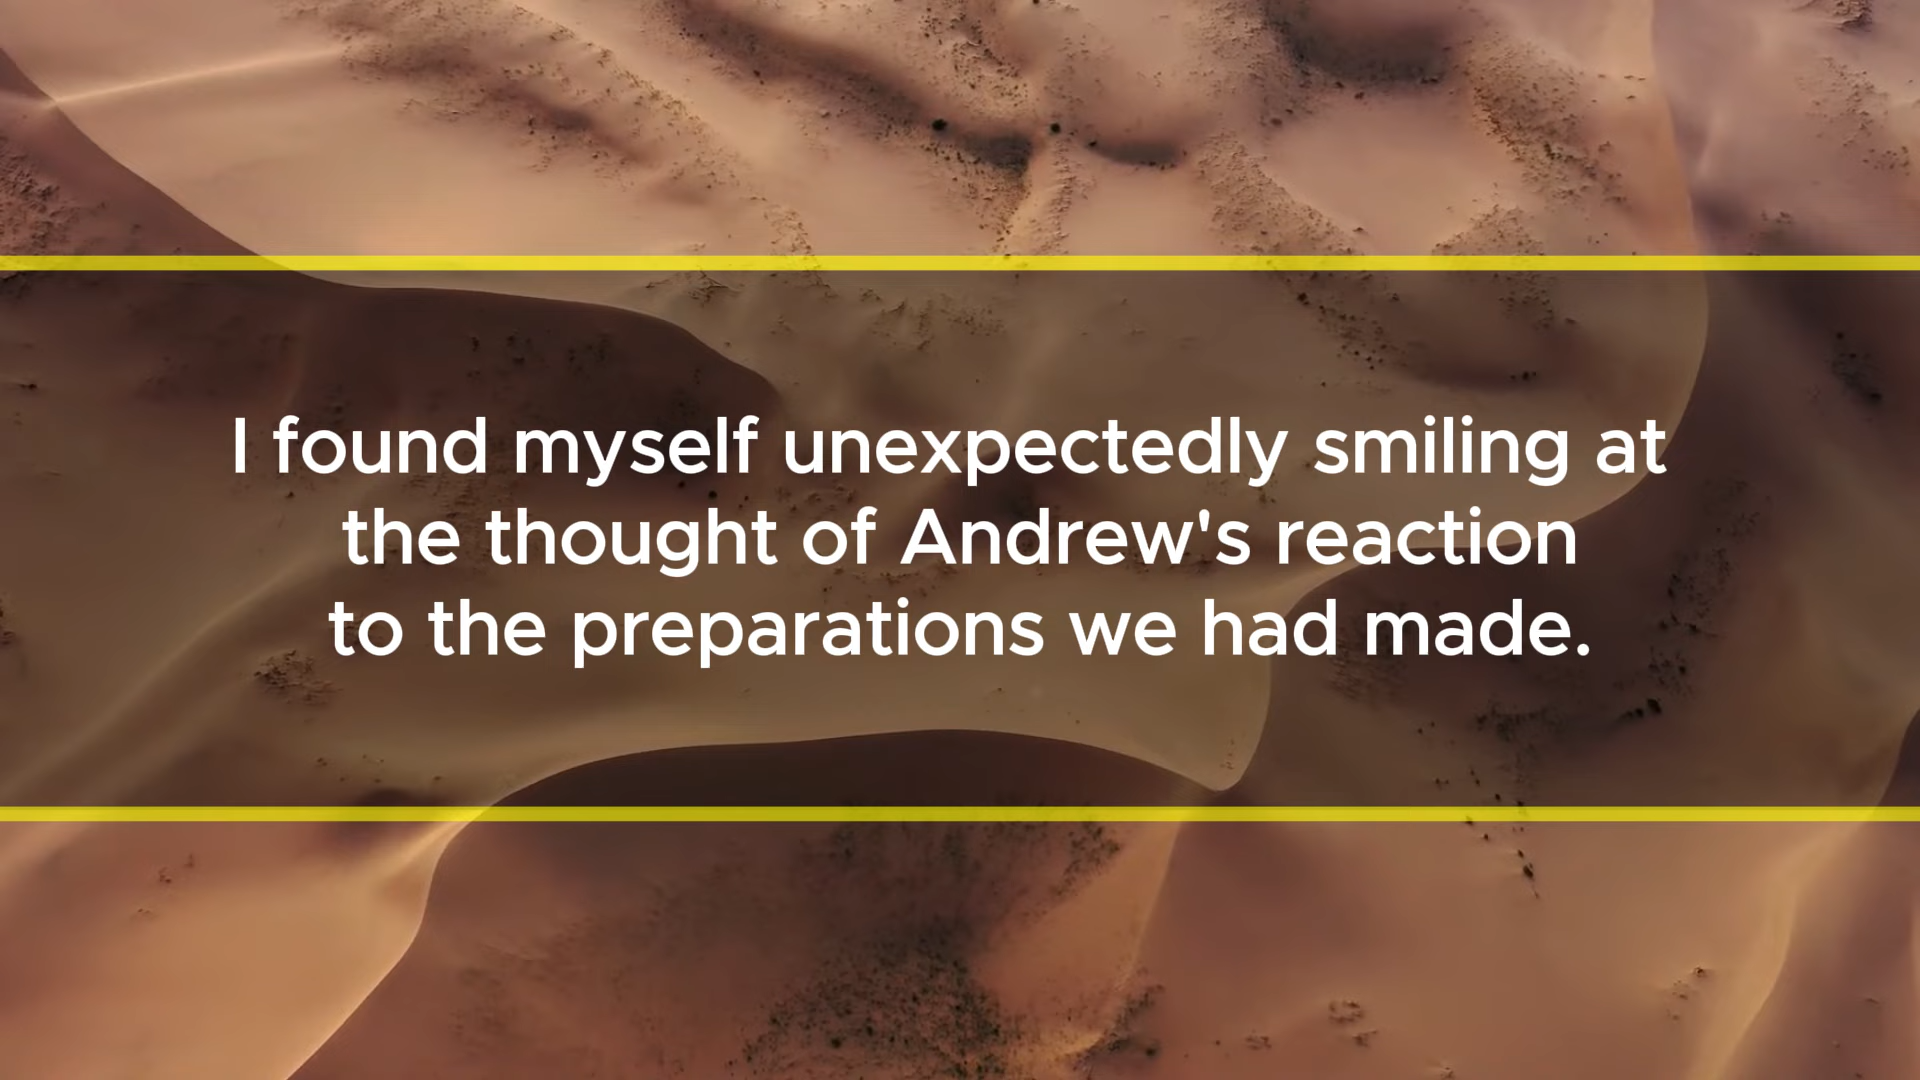 I found myself unexpectedly smiling at
the thought of Andrew's reaction
to the preparations we had made.